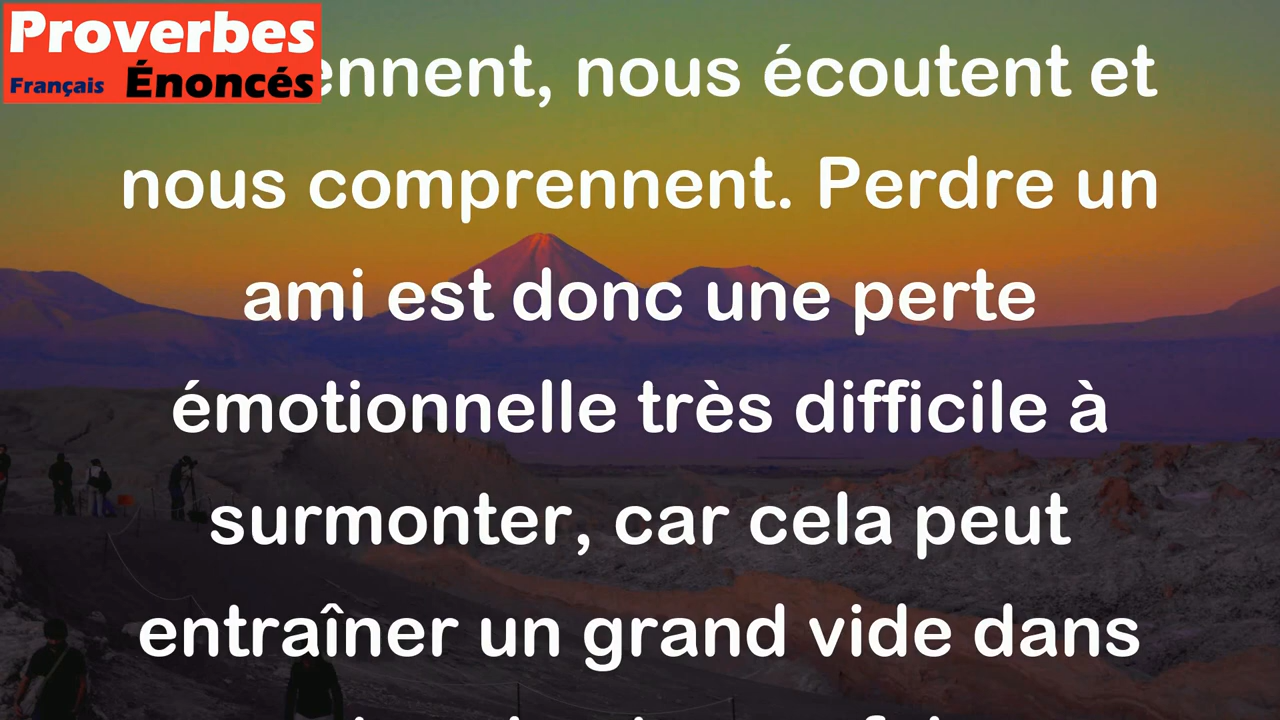 Proverbes
Français Énoncés
ennent, nous écoutent et
nous comprennent. Perdre un
ami est donc une perte
émotionnelle très difficile à
surmonter, car cela peut
entraîner un grand vide dans